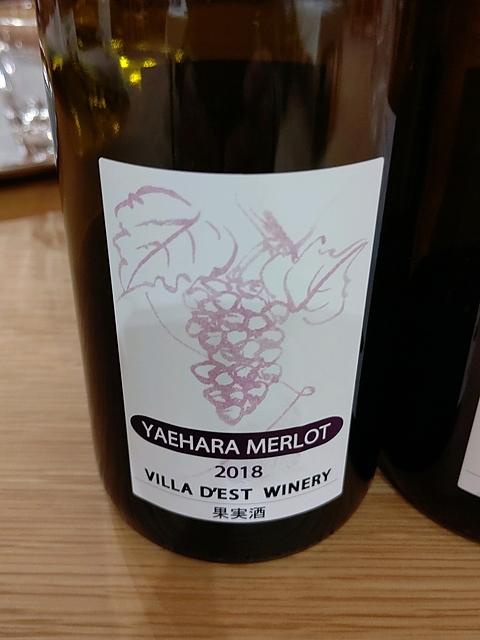 YAEHARA MERLOT
2018
VILLA D'EST WINERY
果実酒